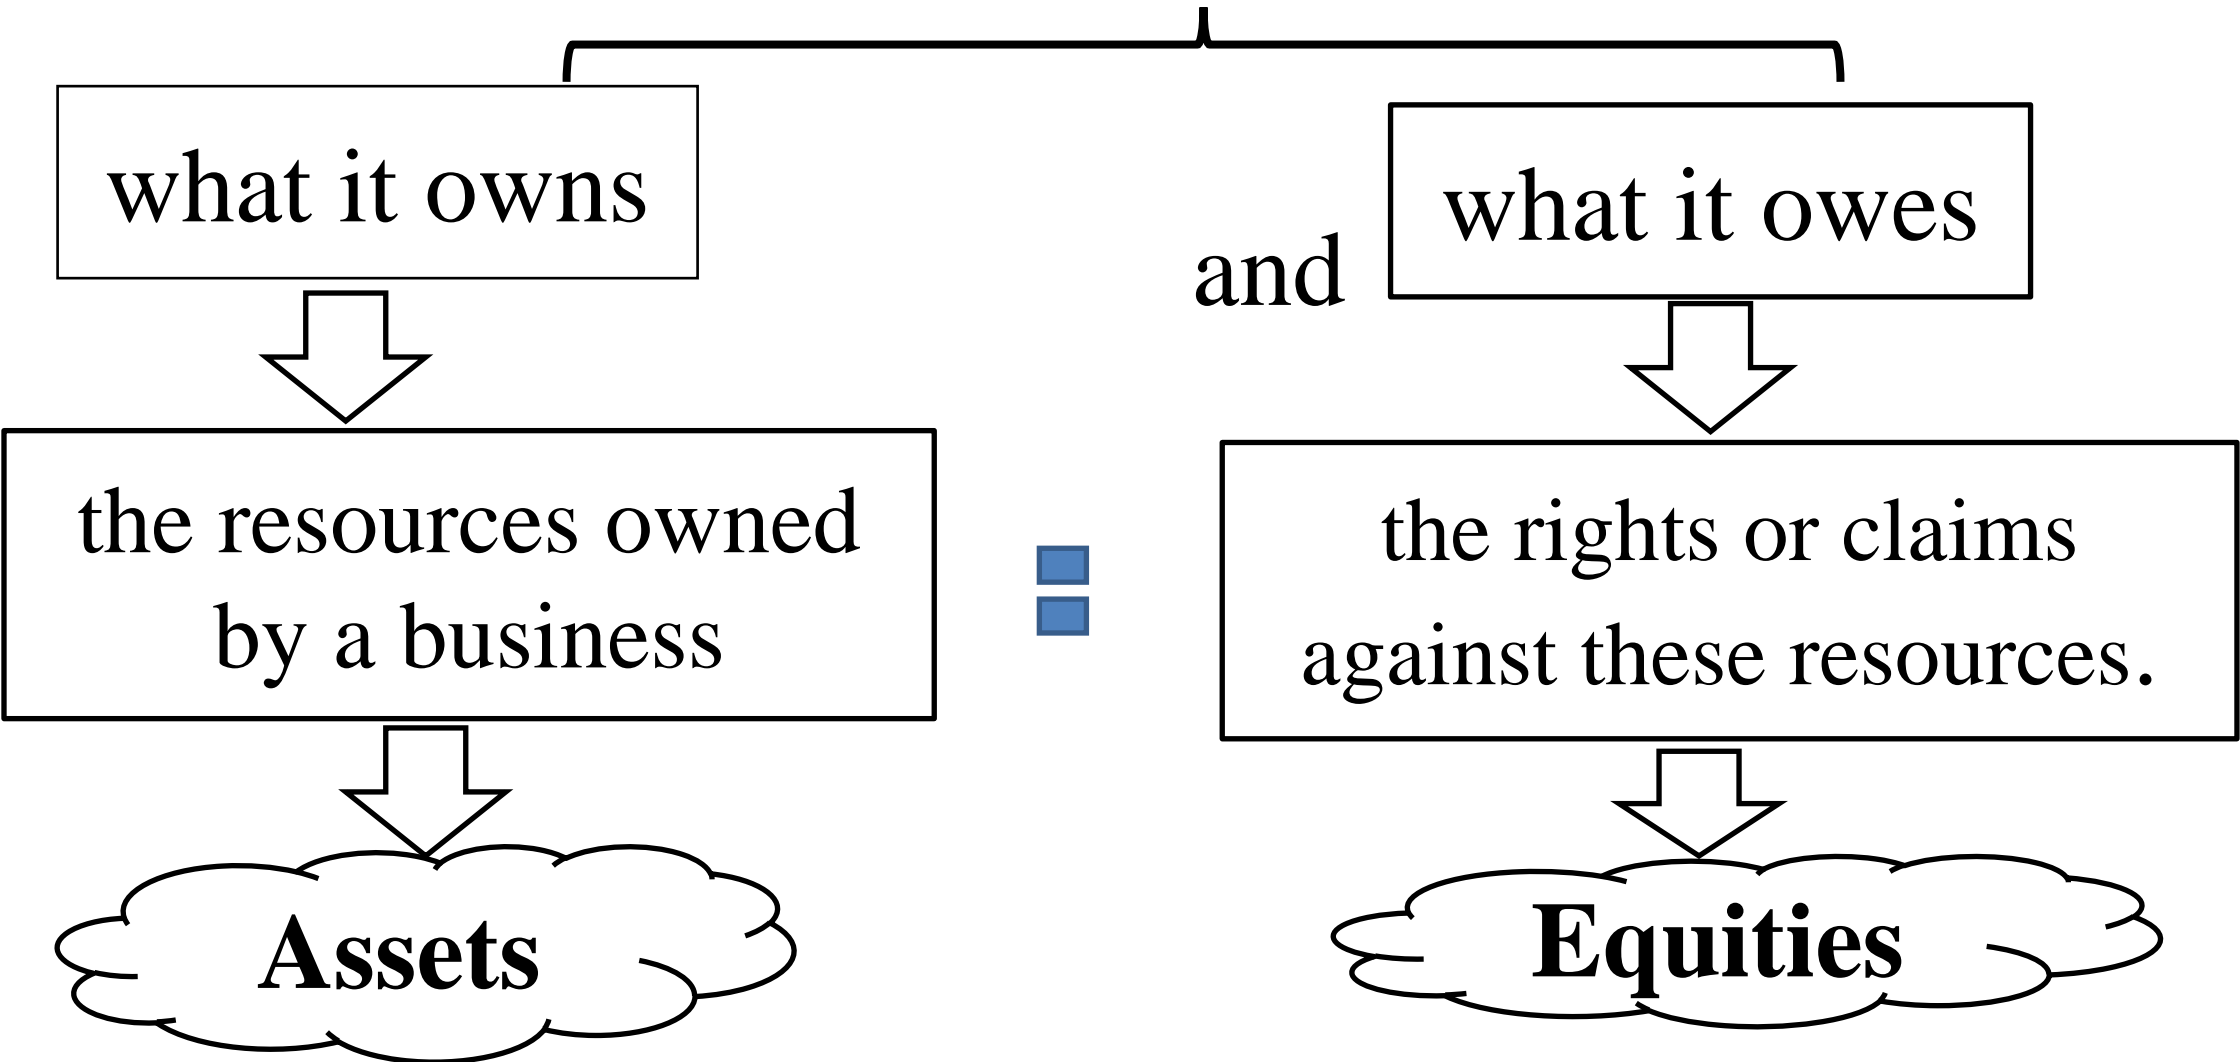 what it owns
and
what it owes
the resources owned
by a business
the rights or claims
against these resources.
Assets
Equities